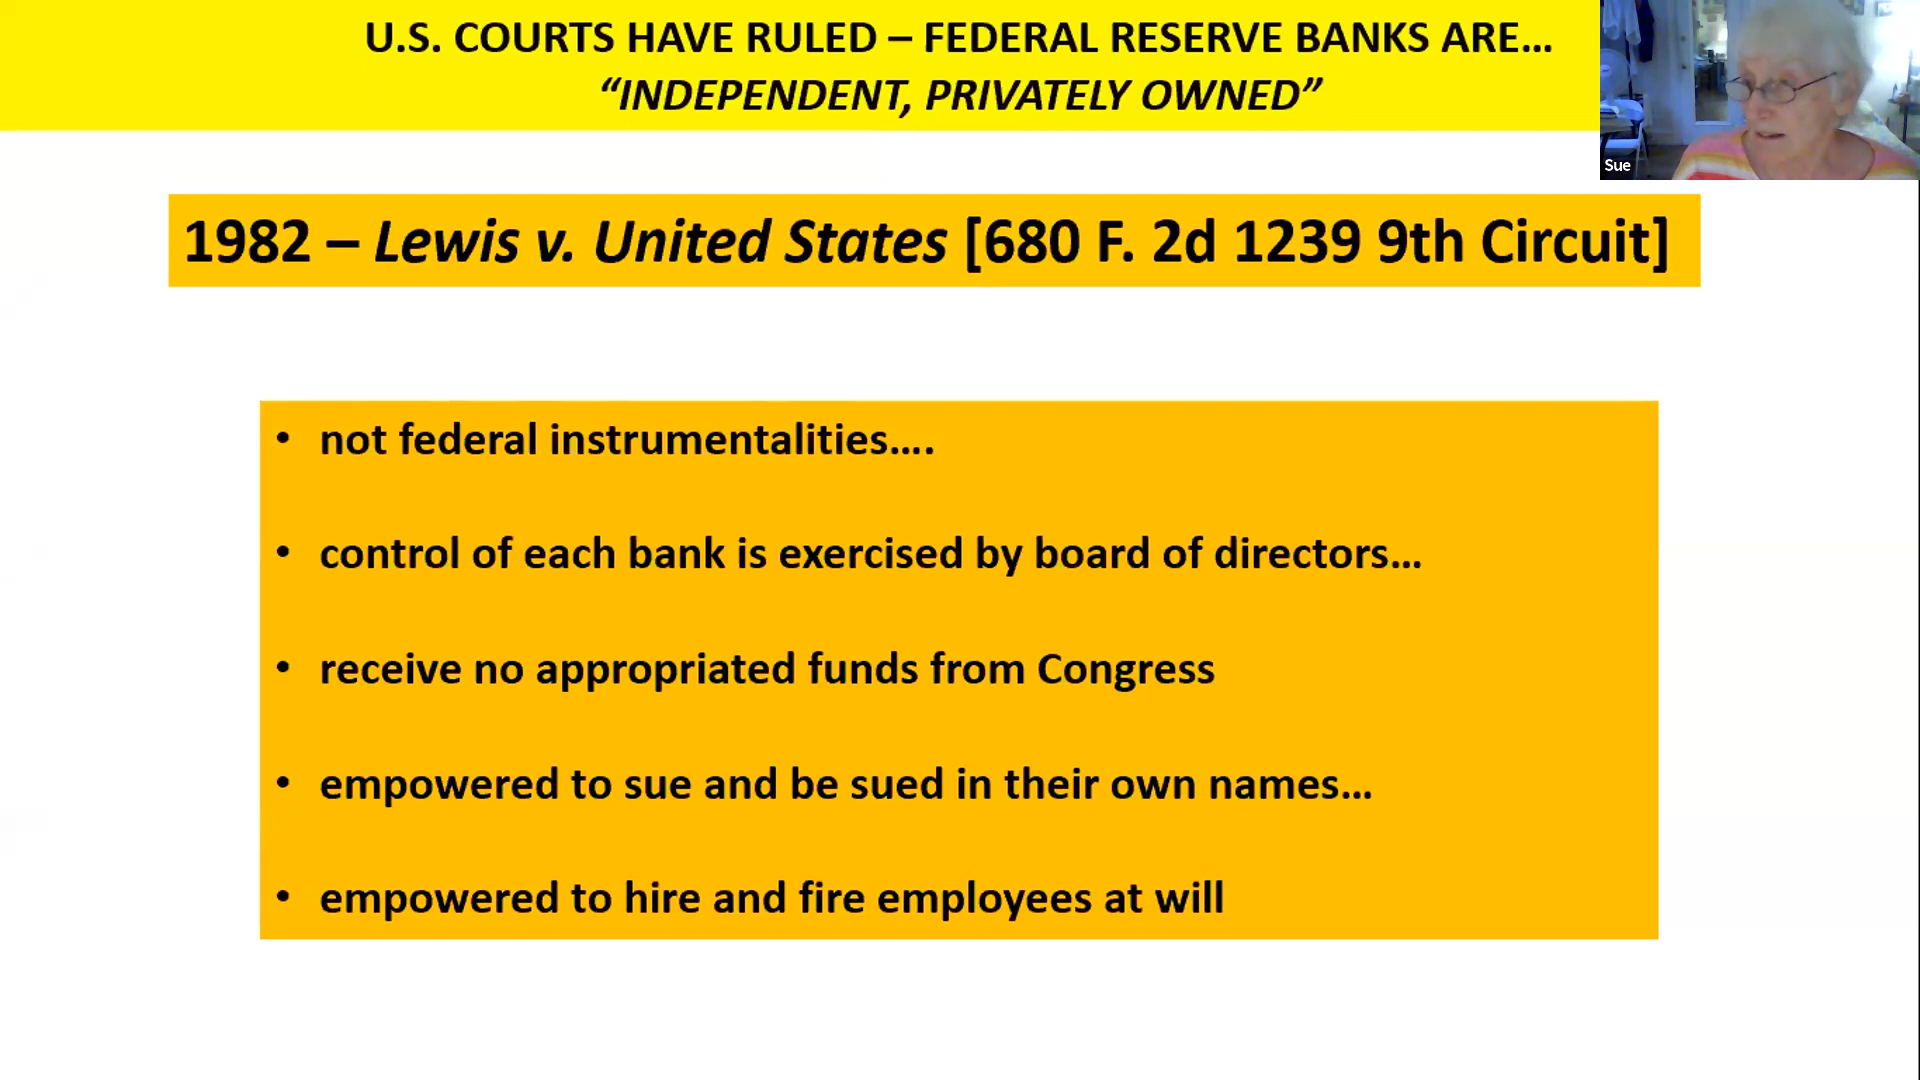 U.S. COURTS HAVE RULED – FEDERAL RESERVE BANKS ARE…
“INDEPENDENT, PRIVATELY OWNED”
Sue
1982 – Lewis v. United States [680 F. 2d 1239 9th Circuit]
• not federal instrumentalities….
• control of each bank is exercised by board of directors…
• receive no appropriated funds from Congress
• empowered to sue and be sued in their own names…
• empowered to hire and fire employees at will